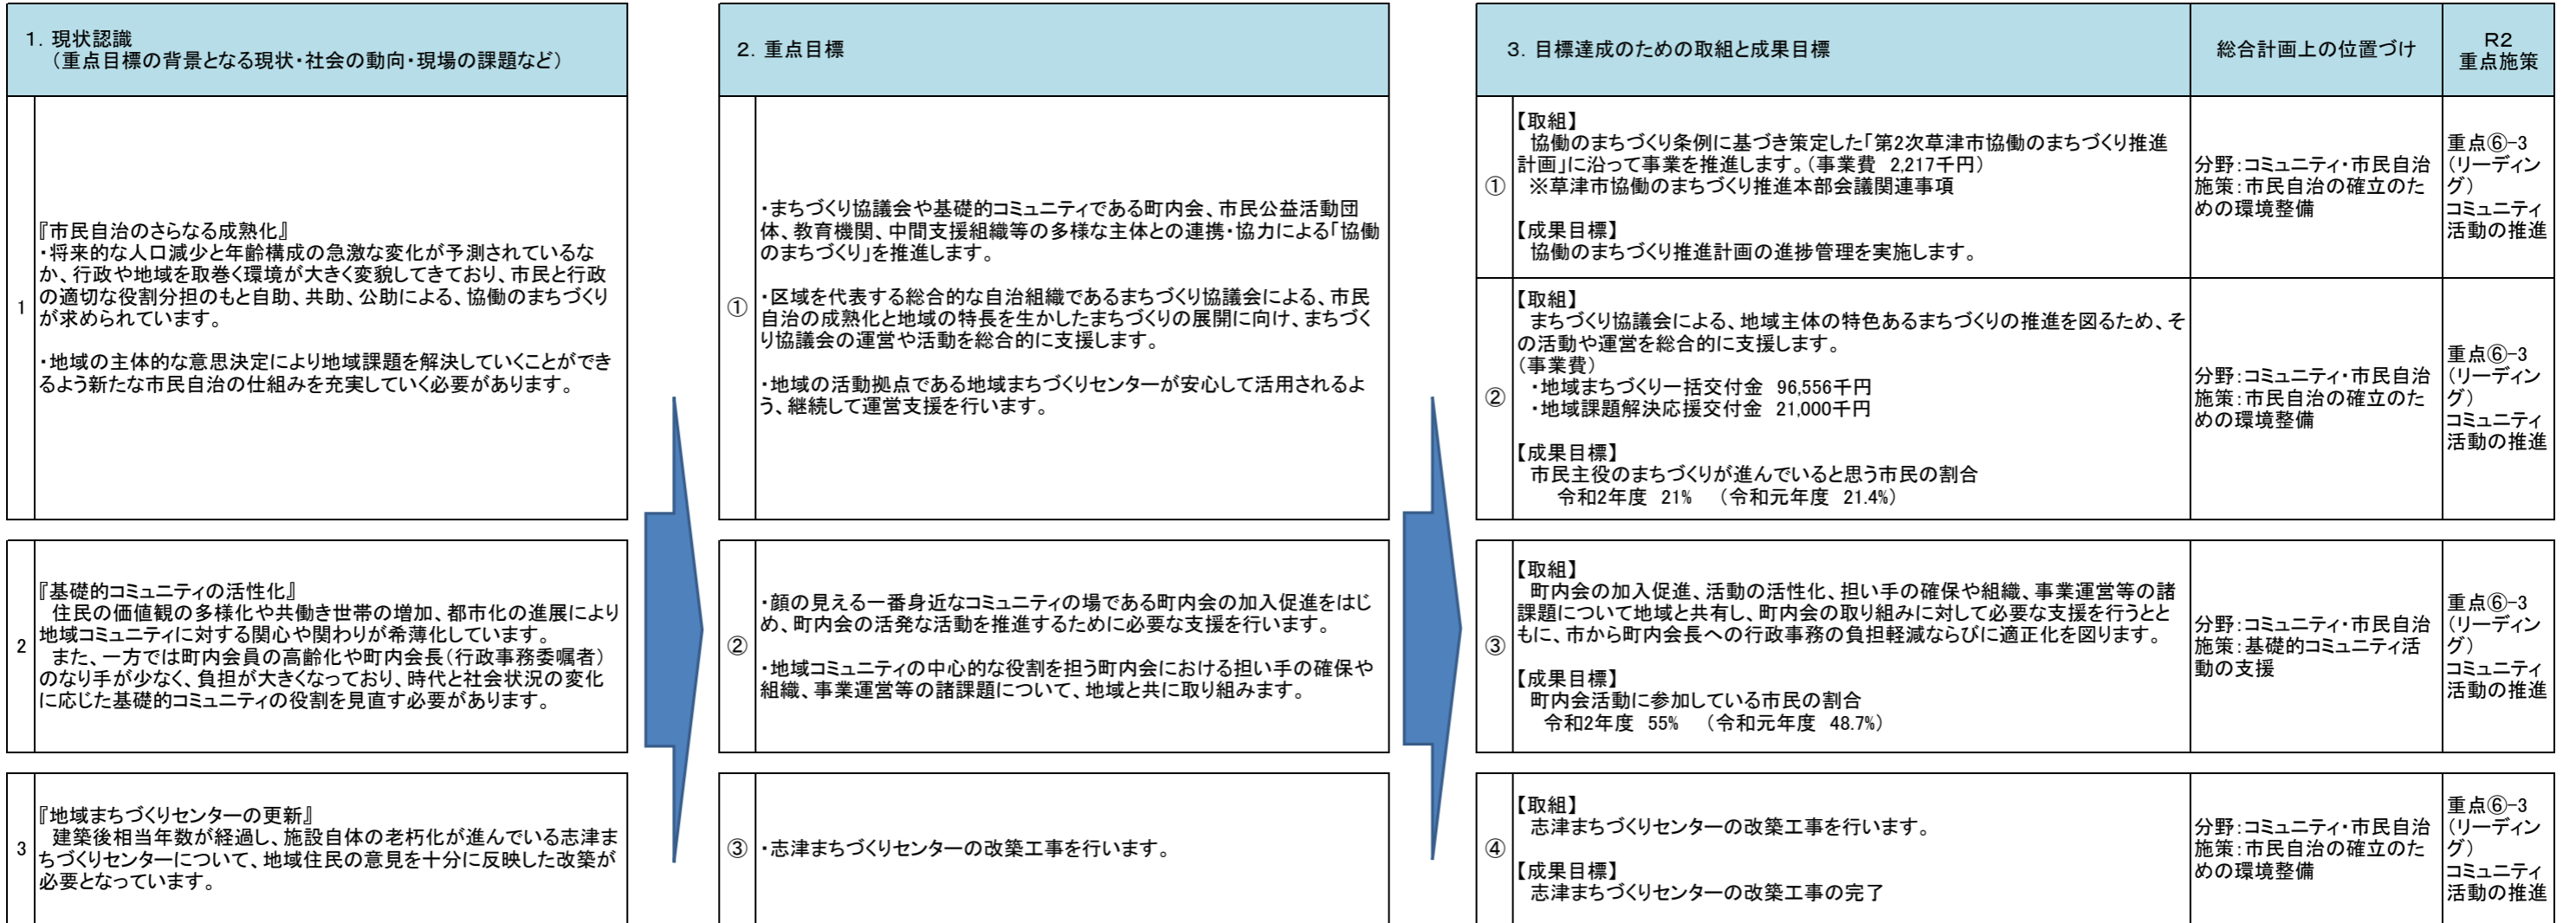 1．現状認識
（重点目標の背景となる現状・社会の動向・現場の課題など）
2．重点目標
3．目標達成のための取組と成果目標
総合計画上の位置づけ
R2
重点施策
1
『市民自治のさらなる成熟化』
・将来的な人口減少と年齢構成の急激な変化が予測されているな
か、行政や地域を取巻く環境が大きく変貌してきており、市民と行政
の適切な役割分担のもと自助、共助、公助による、協働のまちづくり
が求められています。
・地域の主体的な意思決定により地域課題を解決していくことができ
るよう新たな市民自治の仕組みを充実していく必要があります。
①
・まちづくり協議会や基礎的コミュニティである町内会、市民公益活動団
体、教育機関、中間支援組織等の多様な主体との連携・協力による「協働
のまちづくり」を推進します。
・区域を代表する総合的な自治組織であるまちづくり協議会による、市民
自治の成熟化と地域の特長を生かしたまちづくりの展開に向け、まちづく
り協議会の運営や活動を総合的に支援します。
・地域の活動拠点である地域まちづくりセンターが安心して活用されるよ
う、継続して運営支援を行います。
①
【取組】
協働のまちづくり条例に基づき策定した「第2次草津市協働のまちづくり推進
計画」に沿って事業を推進します。（事業費 2,217千円）
※草津市協働のまちづくり推進本部会議関連事項
【成果目標】
協働のまちづくり推進計画の進捗管理を実施します。
分野：コミュニティ・市民自治
施策：市民自治の確立のた
めの環境整備
重点⑥-3
（リーディン
グ）
コミュニティ
活動の推進
②
【取組】
まちづくり協議会による、地域主体の特色あるまちづくりの推進を図るため、そ
の活動や運営を総合的に支援します。
（事業費）
・地域まちづくり一括交付金 96,556千円
・地域課題解決応援交付金 21,000千円
【成果目標】
市民主役のまちづくりが進んでいると思う市民の割合
令和2年度 21% （令和元年度 21.4%）
分野：コミュニティ・市民自治
施策：市民自治の確立のた
めの環境整備
重点⑥-3
（リーディン
グ）
コミュニティ
活動の推進
2
『基礎的コミュニティの活性化』
住民の価値観の多様化や共働き世帯の増加、都市化の進展により
地域コミュニティに対する関心や関わりが希薄化しています。
また、一方では町内会員の高齢化や町内会長（行政事務委嘱者）
のなり手が少なく、負担が大きくなっており、時代と社会状況の変化
に応じた基礎的コミュニティの役割を見直す必要があります。
②
・顔の見える一番身近なコミュニティの場である町内会の加入促進をはじ
め、町内会の活発な活動を推進するために必要な支援を行います。
・地域コミュニティの中心的な役割を担う町内会における担い手の確保や
組織、事業運営等の諸課題について、地域と共に取り組みます。
③
【取組】
町内会の加入促進、活動の活性化、担い手の確保や組織、事業運営等の諸
課題について地域と共有し、町内会の取り組みに対して必要な支援を行うとと
もに、市から町内会長への行政事務の負担軽減ならびに適正化を図ります。
【成果目標】
町内会活動に参加している市民の割合
令和2年度 55% （令和元年度 48.7%）
分野：コミュニティ・市民自治
施策：基礎的コミュニティ活
動の支援
重点⑥-3
（リーディン
グ）
コミュニティ
活動の推進
3
『地域まちづくりセンターの更新』
建築後相当年数が経過し、施設自体の老朽化が進んでいる志津ま
ちづくりセンターについて、地域住民の意見を十分に反映した改築が
必要となっています。
③
・志津まちづくりセンターの改築工事を行います。
④
【取組】
志津まちづくりセンターの改築工事を行います。
【成果目標】
志津まちづくりセンターの改築工事の完了
分野：コミュニティ・市民自治
施策：市民自治の確立のた
めの環境整備
重点⑥-3
（リーディン
グ）
コミュニティ
活動の推進